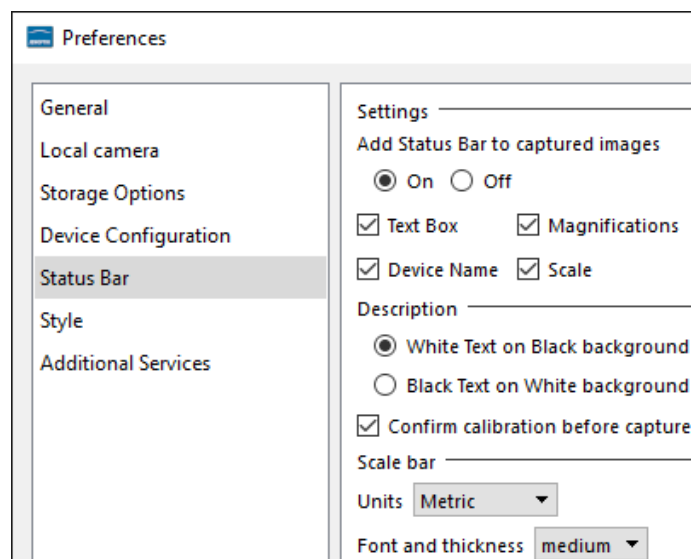 Preferences
General
Local camera
Storage Options
Device Configuration
Status Bar
Style
Additional Services
Settings
Add Status Bar to captured images
On Off
Text Box Magnifications
Device Name Scale
Description
White Text on Black background
Black Text on White background
Confirm calibration before capture
Scale bar
Units Metric
Font and thickness medium